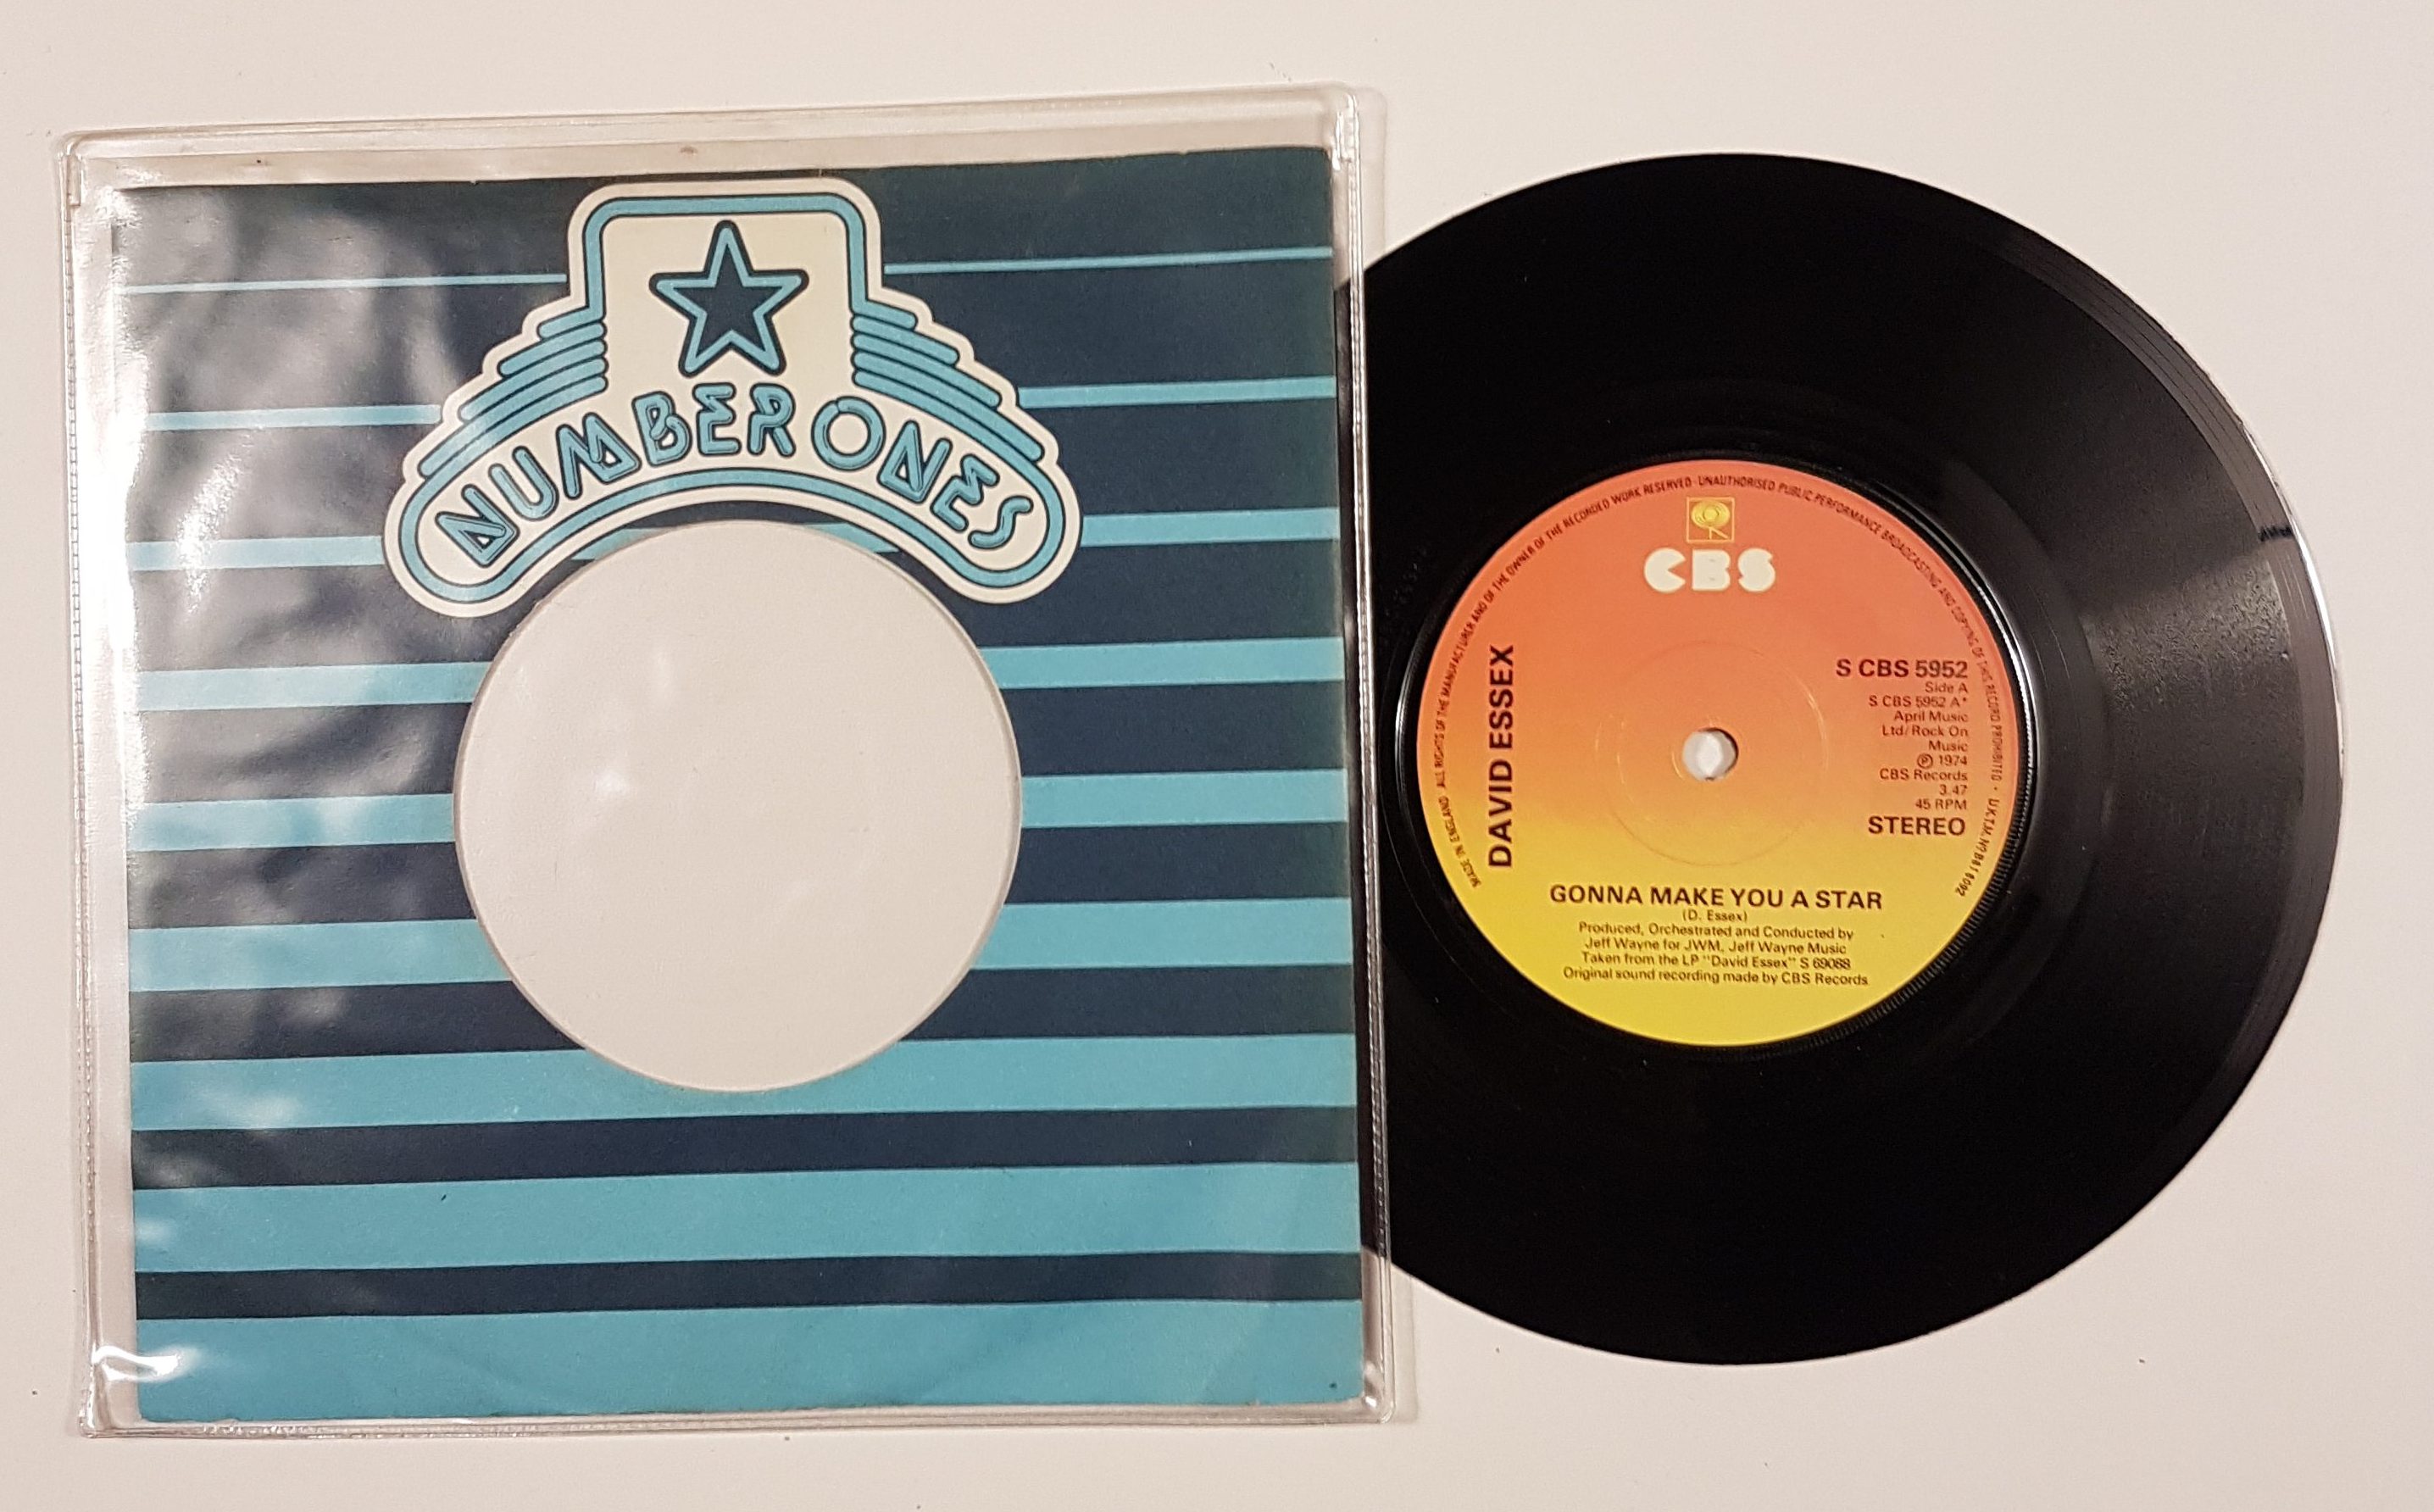 NUMBER ONES
MADE IN ENGLAND ALL RIGHTS OF THE MANUFACTURER AND OF THE OWNER OF THE RECORDED WORK RESERVED · UNAUTHORISED PUBLIC PERFORMANCE BROADCASTING AND COPYING OF THIS RECORD PROHIBITED ·
CBS
DAVID ESSEX
S CBS 5952
Side A
S CBS 5952 A*
April Music
Ltd/Rock On
Music
℗ 1974
CBS Records
3.47
45 RPM
STEREO
GONNA MAKE YOU A STAR
(D. Essex)
Produced, Orchestrated and Conducted by
Jeff Wayne for JWM, Jeff Wayne Music
Taken from the LP "David Essex" S 69088
Original sound recording made by CBS Records